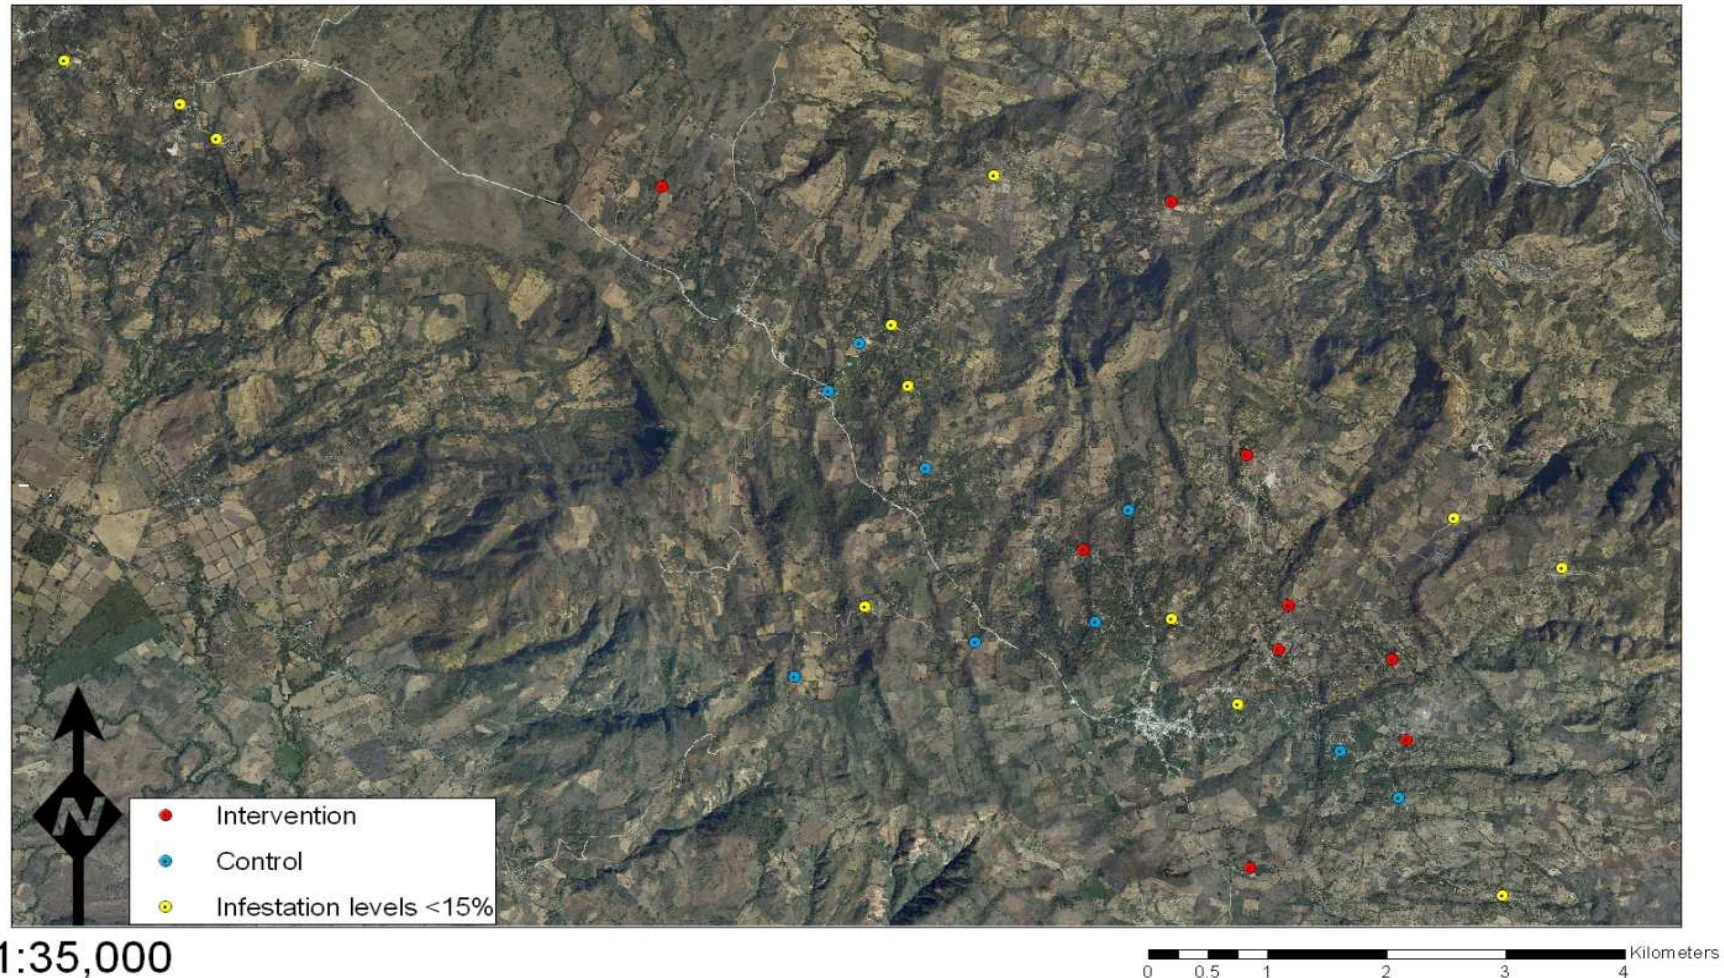 N
Intervention
Control
Infestation levels <15%
1:35,000
Kilometers
0 0.5 1 2 3 4